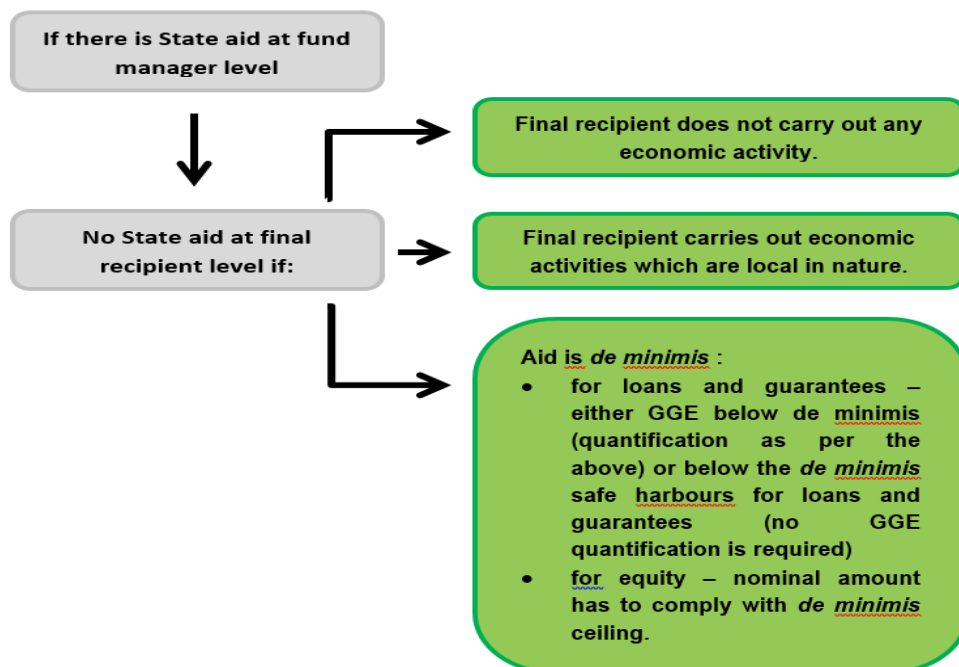 If there is State aid at fund
manager level
Final recipient does not carry out any
economic activity.
No State aid at final
recipient level if:
Final recipient carries out economic
activities which are local in nature.
Aid is de minimis :
• for loans and guarantees –
either GGE below de minimis
(quantification as per the
above) or below the de minimis
safe harbours for loans and
guarantees (no GGE
quantification is required)
• for equity – nominal amount
has to comply with de minimis
ceiling.